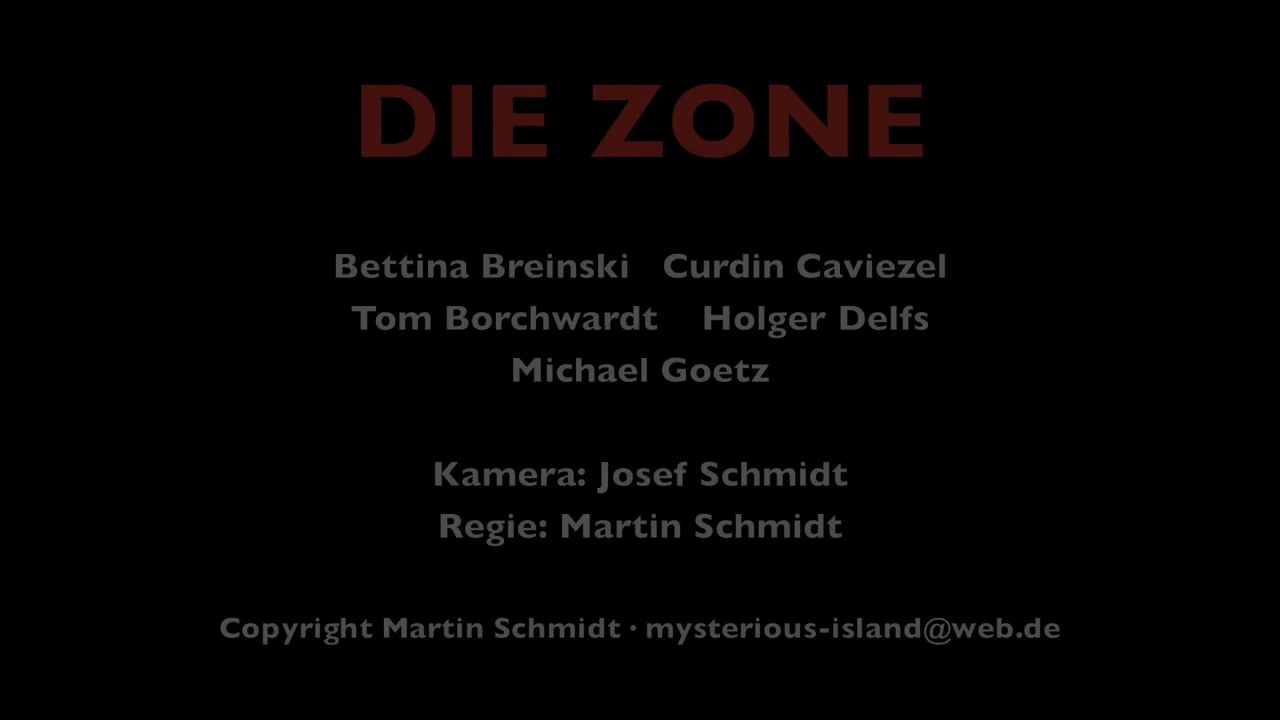 DIE ZONE
Bettina Breinski Curdin Caviezel
Tom Borchwardt Holger Delfs
Michael Goetz
Kamera: Josef Schmidt
Regie: Martin Schmidt
Copyright Martin Schmidt · mysterious-island@web.de